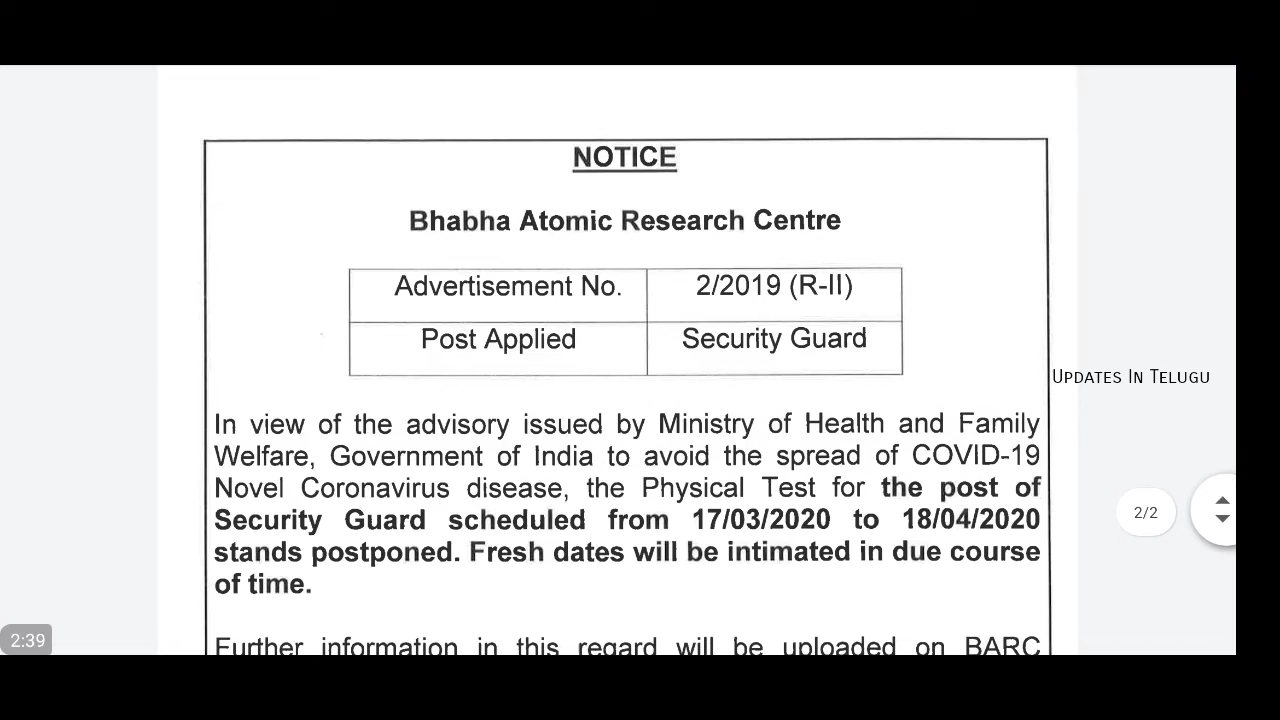 NOTICE
Bhabha Atomic Research Centre
Advertisement No. 2/2019 (R-II)
Post Applied Security Guard
UPDATES IN TELUGU
In view of the advisory issued by Ministry of Health and Family
Welfare, Government of India to avoid the spread of COVID-19
Novel Coronavirus disease, the Physical Test for the post of
Security Guard scheduled from 17/03/2020 to 18/04/2020
stands postponed. Fresh dates will be intimated in due course
of time.
2/2
2:39
Further information in this regard will be uploaded on BARC